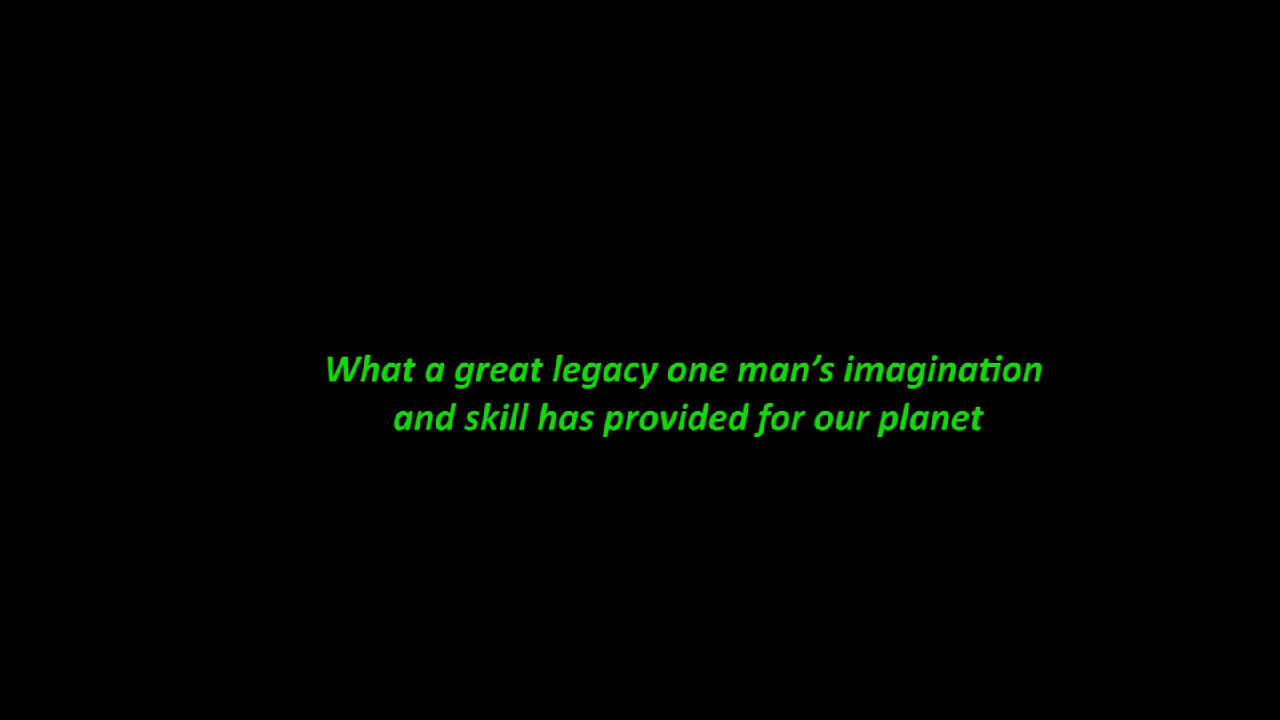 What a great legacy one man’s imagination
and skill has provided for our planet